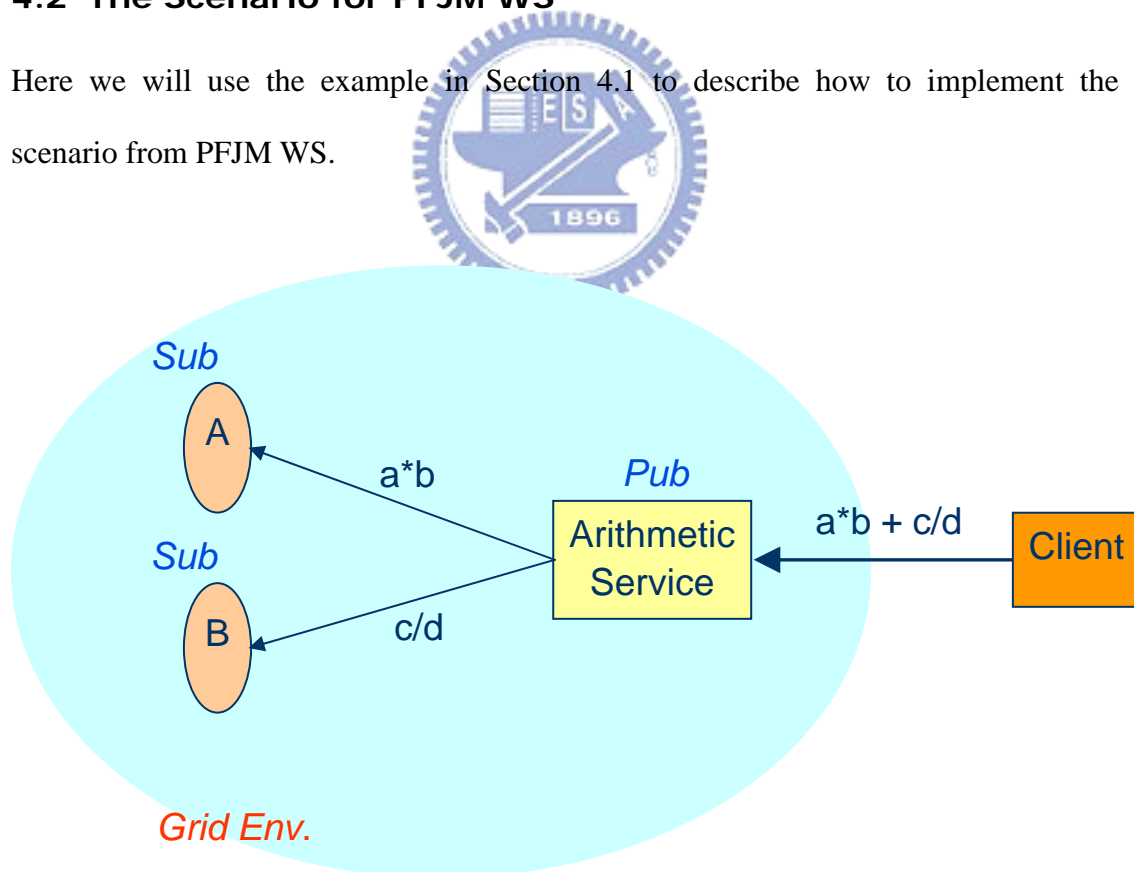 4.2 The Scenario for PFJM WS
Here we will use the example in Section 4.1 to describe how to implement the
scenario from PFJM WS.
E S A
1896
Sub
A
a*b
Pub
Arithmetic
Service
a*b + c/d
Client
Sub
B
c/d
Grid Env.